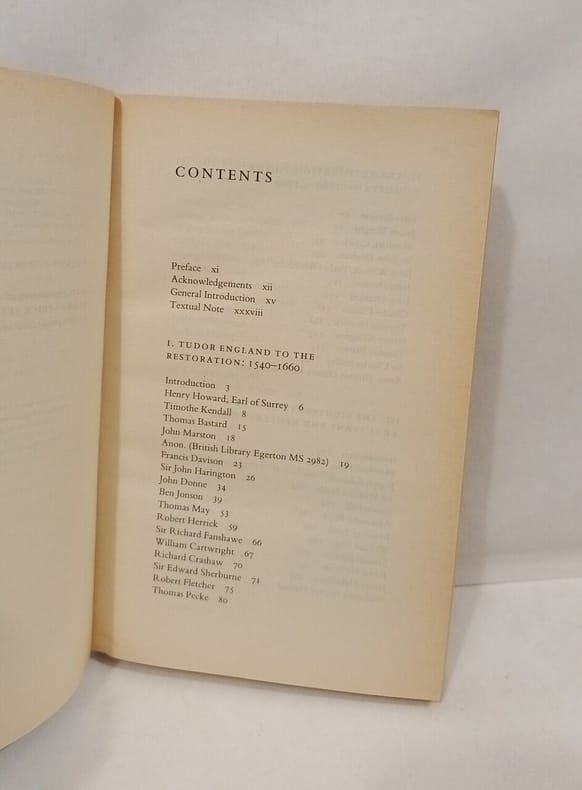 CONTENTS
Preface xi
Acknowledgements xii
General Introduction xv
Textual Note xxxviii
I. TUDOR ENGLAND TO THE
RESTORATION: 1540–1660
Introduction 3
Henry Howard, Earl of Surrey 6
Timothe Kendall 8
Thomas Bastard 15
John Marston 18
Anon. (British Library Egerton MS 2982) 19
Francis Davison 23
Sir John Harington 26
John Donne 34
Ben Jonson 39
Thomas May 53
Robert Herrick 59
Sir Richard Fanshawe 66
William Cartwright 67
Richard Crashaw 70
Sir Edward Sherburne 71
Robert Fletcher 75
Thomas Pecke 80